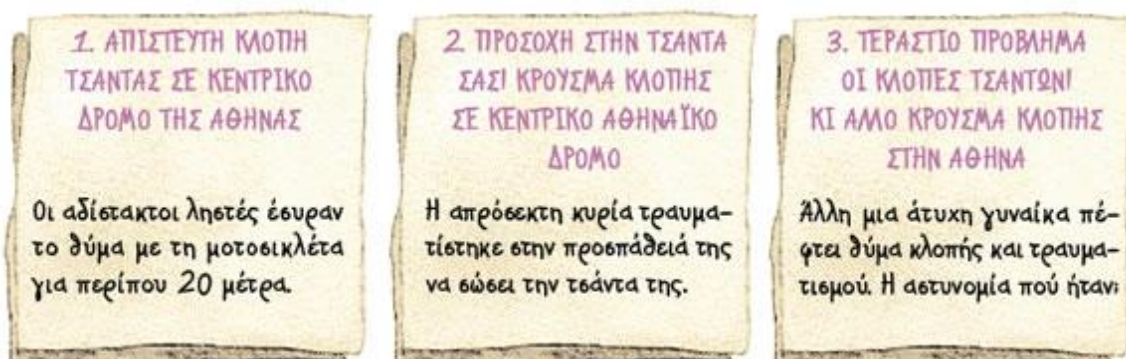 1. ΑΠΙΣΤΕΥΤΗ ΚΛΟΠΗ
ΤΣΑΝΤΑΣ ΣΕ ΚΕΝΤΡΙΚΟ
ΔΡΟΜΟ ΤΗΣ ΑΘΗΝΑΣ
Οι αδίστακτοι ληστές έσυραν
το θύμα με τη μοτοσικλέτα
για περίπου 20 μέτρα.
2. ΠΡΟΣΟΧΗ ΣΤΗΝ ΤΣΑΝΤΑ
ΣΑΣ! ΚΡΟΥΣΜΑ ΚΛΟΠΗΣ
ΣΕ ΚΕΝΤΡΙΚΟ ΑΘΗΝΑΪΚΟ
ΔΡΟΜΟ
Η απρόσεκτη κυρία τραυμα-
τίστηκε στην προσπάθειά της
να σώσει την τσάντα της.
3. ΤΕΡΑΣΤΙΟ ΠΡΟΒΛΗΜΑ
ΟΙ ΚΛΟΠΕΣ ΤΣΑΝΤΩΝ!
ΚΙ ΑΛΛΟ ΚΡΟΥΣΜΑ ΚΛΟΠΗΣ
ΣΤΗΝ ΑΘΗΝΑ
Άλλη μια άτυχη γυναίκα πέ-
φτει θύμα κλοπής και τραυμα-
τισμού. Η αστυνομία πού ήταν;